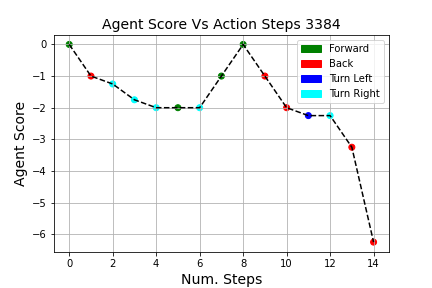 Agent Score Vs Action Steps 3384
Forward
Back
Turn Left
Turn Right
Agent Score
0
−1
−2
−3
−4
−5
−6
0 2 4 6 8 10 12 14
Num. Steps